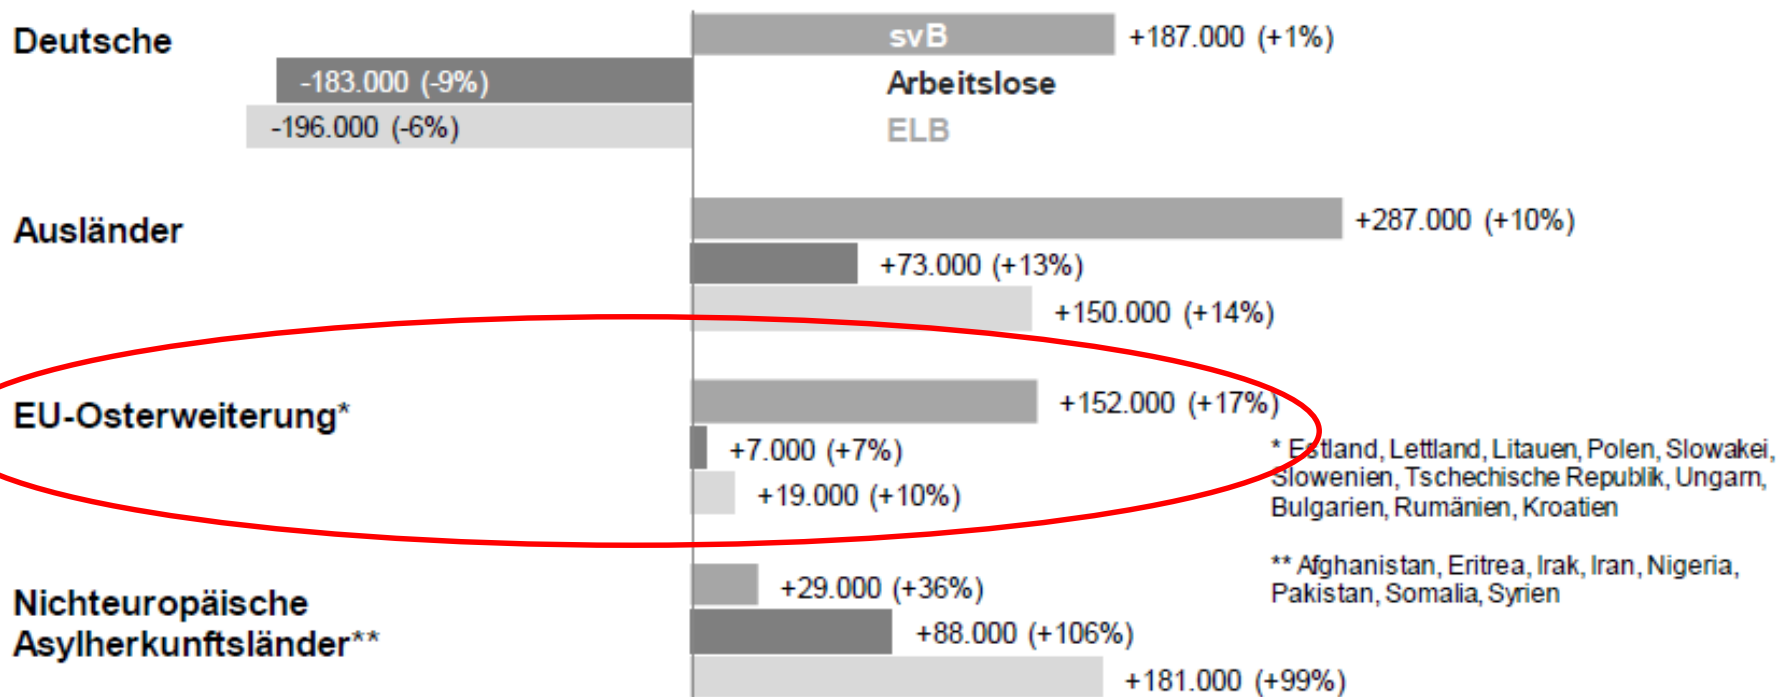 Deutsche
svB
+187.000 (+1%)
-183.000 (-9%)
Arbeitslose
-196.000 (-6%)
ELB
Ausländer
+287.000 (+10%)
+73.000 (+13%)
+150.000 (+14%)
EU-Osterweiterung*
+152.000 (+17%)
+7.000 (+7%)
+19.000 (+10%)
* Estland, Lettland, Litauen, Polen, Slowakei,
Slowenien, Tschechische Republik, Ungarn,
Bulgarien, Rumänien, Kroatien
** Afghanistan, Eritrea, Irak, Iran, Nigeria,
Pakistan, Somalia, Syrien
Nichteuropäische
Asylherkunftsländer**
+29.000 (+36%)
+88.000 (+106%)
+181.000 (+99%)